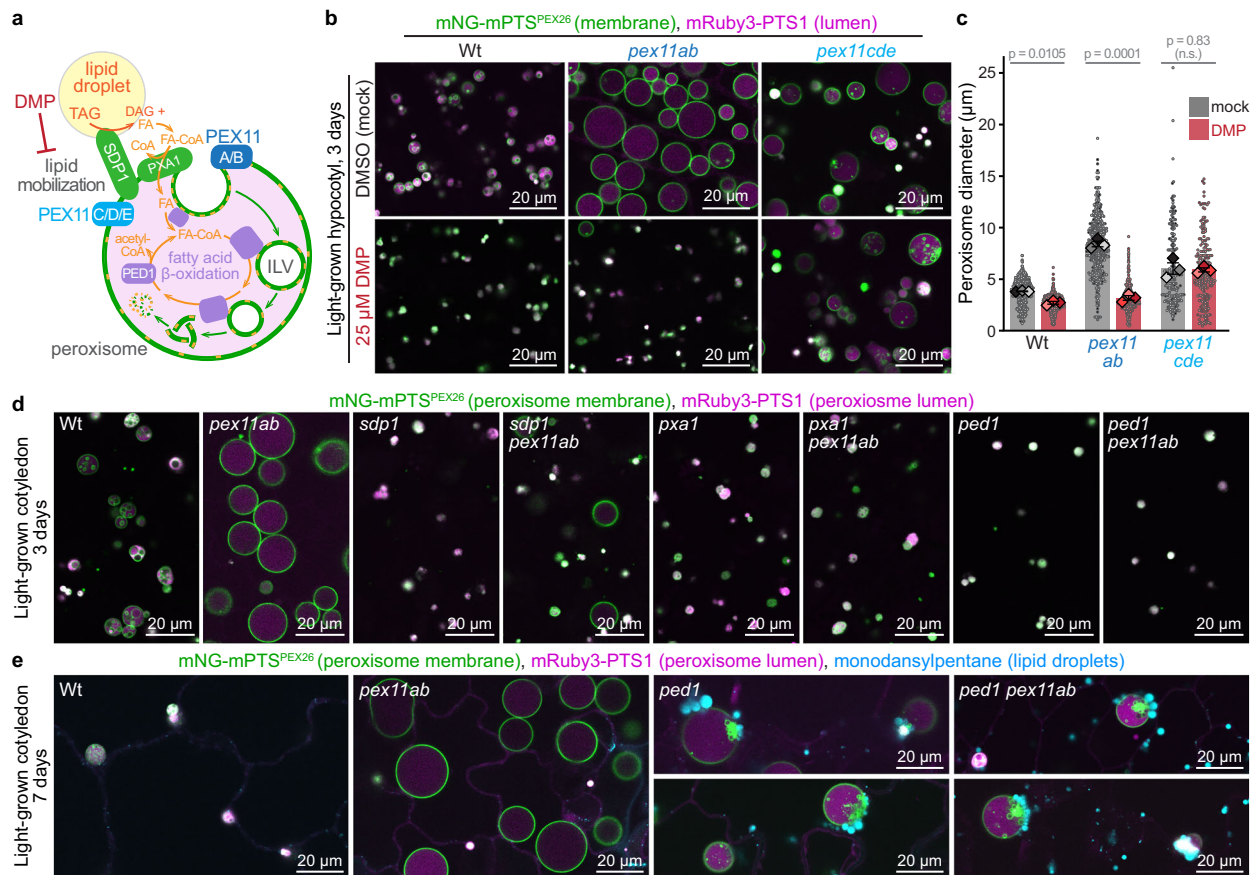 a
lipid
droplet
DMP
TAG
DAG +
FA
CoA
FA-CoA
PEX11
A/B
SDP1
PXA1
lipid
mobilization
PEX11 C/D/E
FA
FA-CoA
acetyl-
CoA
PED1
fatty acid
β-oxidation
ILV
peroxisome
b
mNG-mPTSPEX26 (membrane), mRuby3-PTS1 (lumen)
Wt
pex11ab
pex11cde
Light-grown hypocotyl, 3 days
DMSO (mock)
20 µm
20 µm
20 µm
25 µM DMP
20 µm
20 µm
20 µm
c
p = 0.0105
p = 0.0001
p = 0.83
(n.s.)
Peroxisome diameter (µm)
25
20
15
10
5
0
mock
DMP
Wt
pex11
ab
pex11
cde
d
mNG-mPTSPEX26 (peroxisome membrane), mRuby3-PTS1 (peroxiosme lumen)
Light-grown cotyledon
3 days
Wt
pex11ab
sdp1
sdp1
pex11ab
pxa1
pxa1
pex11ab
ped1
ped1
pex11ab
20 µm
20 µm
20 µm
20 µm
20 µm
20 µm
20 µm
20 µm
e
mNG-mPTSPEX26 (peroxisome membrane), mRuby3-PTS1 (peroxisome lumen), monodansylpentane (lipid droplets)
Light-grown cotyledon
7 days
Wt
pex11ab
ped1
ped1 pex11ab
20 µm
20 µm
20 µm
20 µm
20 µm
20 µm